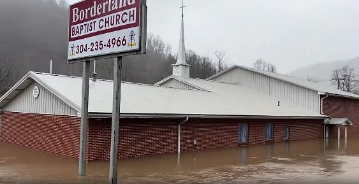 Borderland
BAPTIST CHURCH
304-235-4966